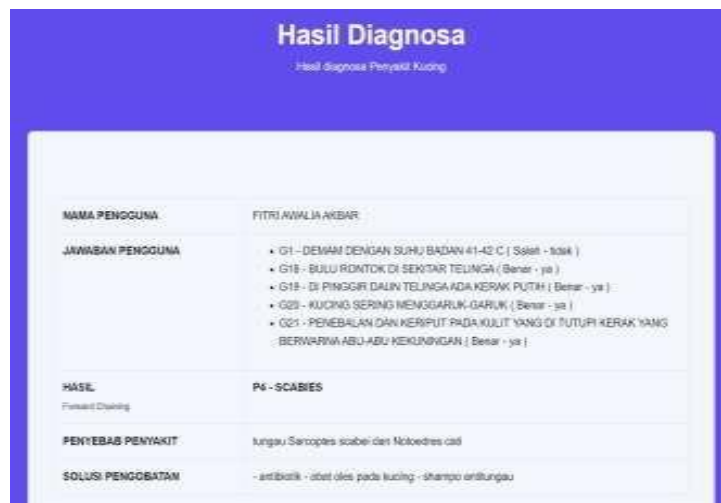 Hasil Diagnosa
Hasil diagnosa Penyakit Kucing
NAMA PENGGUNA FITRI AWALIA AKBAR
JAWABAN PENGGUNA • G1 - DEMAM DENGAN SUHU BADAN 41-42 C ( Salah - tidak )
• G18 - BULU RONTOK DI SEKITAR TELINGA ( Benar - ya )
• G19 - DI PINGGIR DAUN TELINGA ADA KERAK PUTIH ( Benar - ya )
• G20 - KUCING SERING MENGGARUK-GARUK ( Benar - ya )
• G21 - PENEBALAN DAN KERIPUT PADA KULIT YANG DI TUTUPI KERAK YANG
BERWARNA ABU-ABU KEKUNINGAN ( Benar - ya )
HASIL P6 - SCABIES
Forward Chaining
PENYEBAB PENYAKIT tungau Sarcoptes scabei dan Notoedres cati
SOLUSI PENGOBATAN - antibiotik - obat oles pada kucing - shampo antitungau